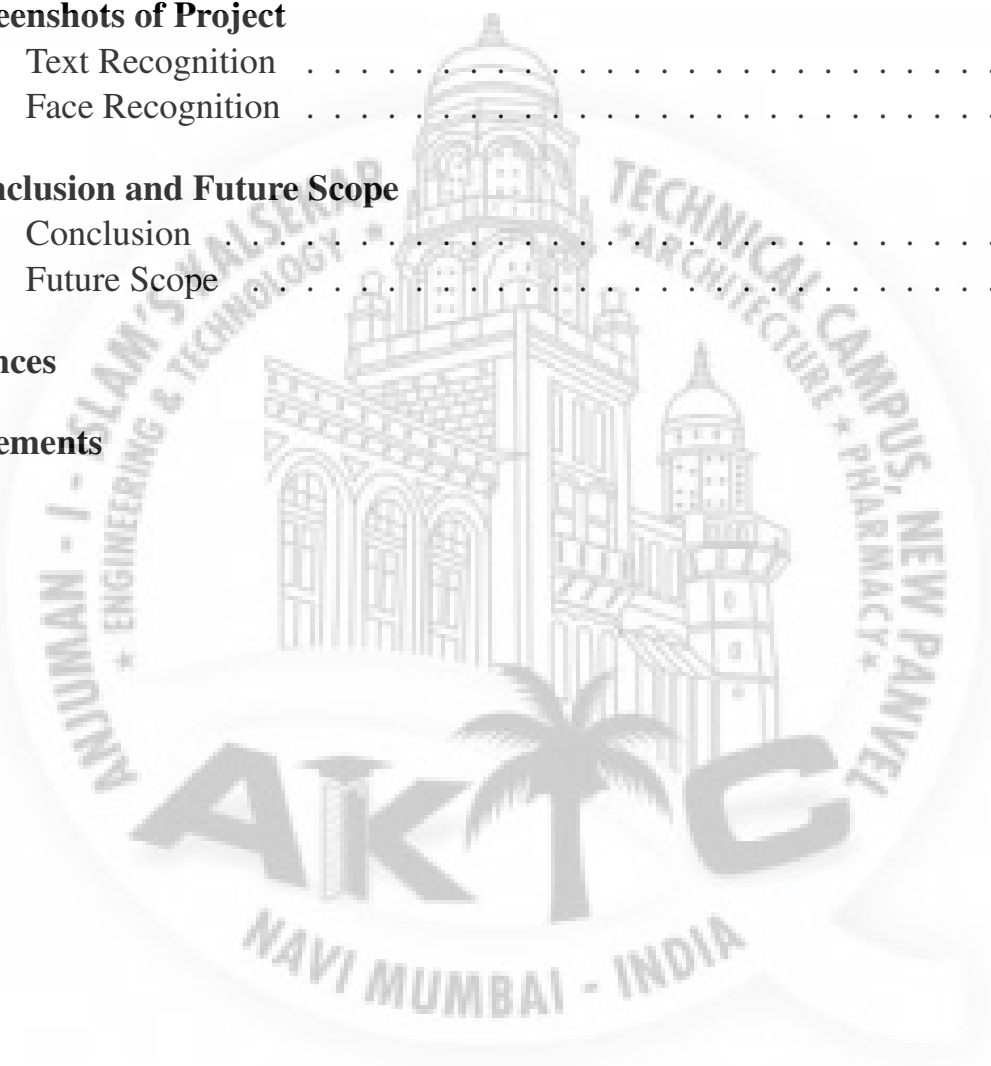 eenshots of Project
Text Recognition . . . . . . . . . . . . . . . . . . . . . . . . . .
Face Recognition . . . . . . . . . . . . . . . . . . . . . . . . . .
nclusion and Future Scope
Conclusion . . . . . . . . . . . . . . . . . . . . . . . . . . . . .
Future Scope . . . . . . . . . . . . . . . . . . . . . . . . . . . .
nces
ements
ANJUMAN - I - ISLAM'S KALSEKAR TECHNICAL CAMPUS, NEW PANVEL
* ENGINEERING & TECHNOLOGY * *ARCHITECTURE * PHARMACY*
AKTC
NAVI MUMBAI - INDIA